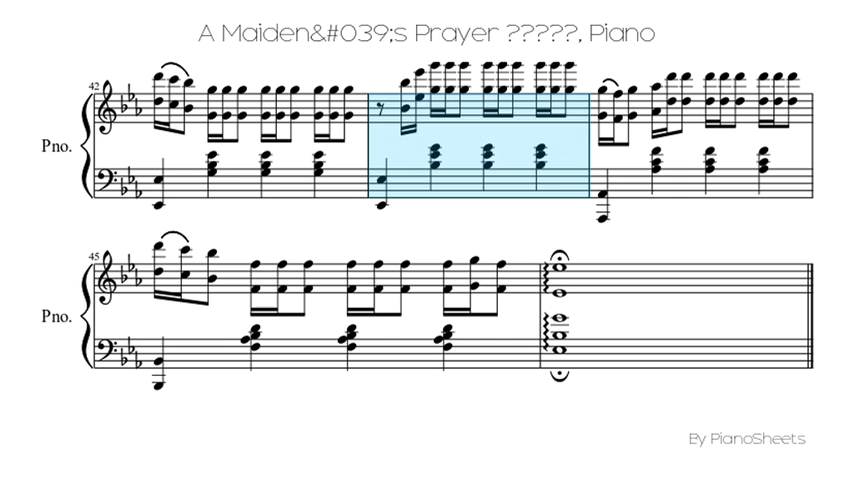 A Maiden&#039;s Prayer ?????, Piano
42
Pno.
45
Pno.
By PianoSheets